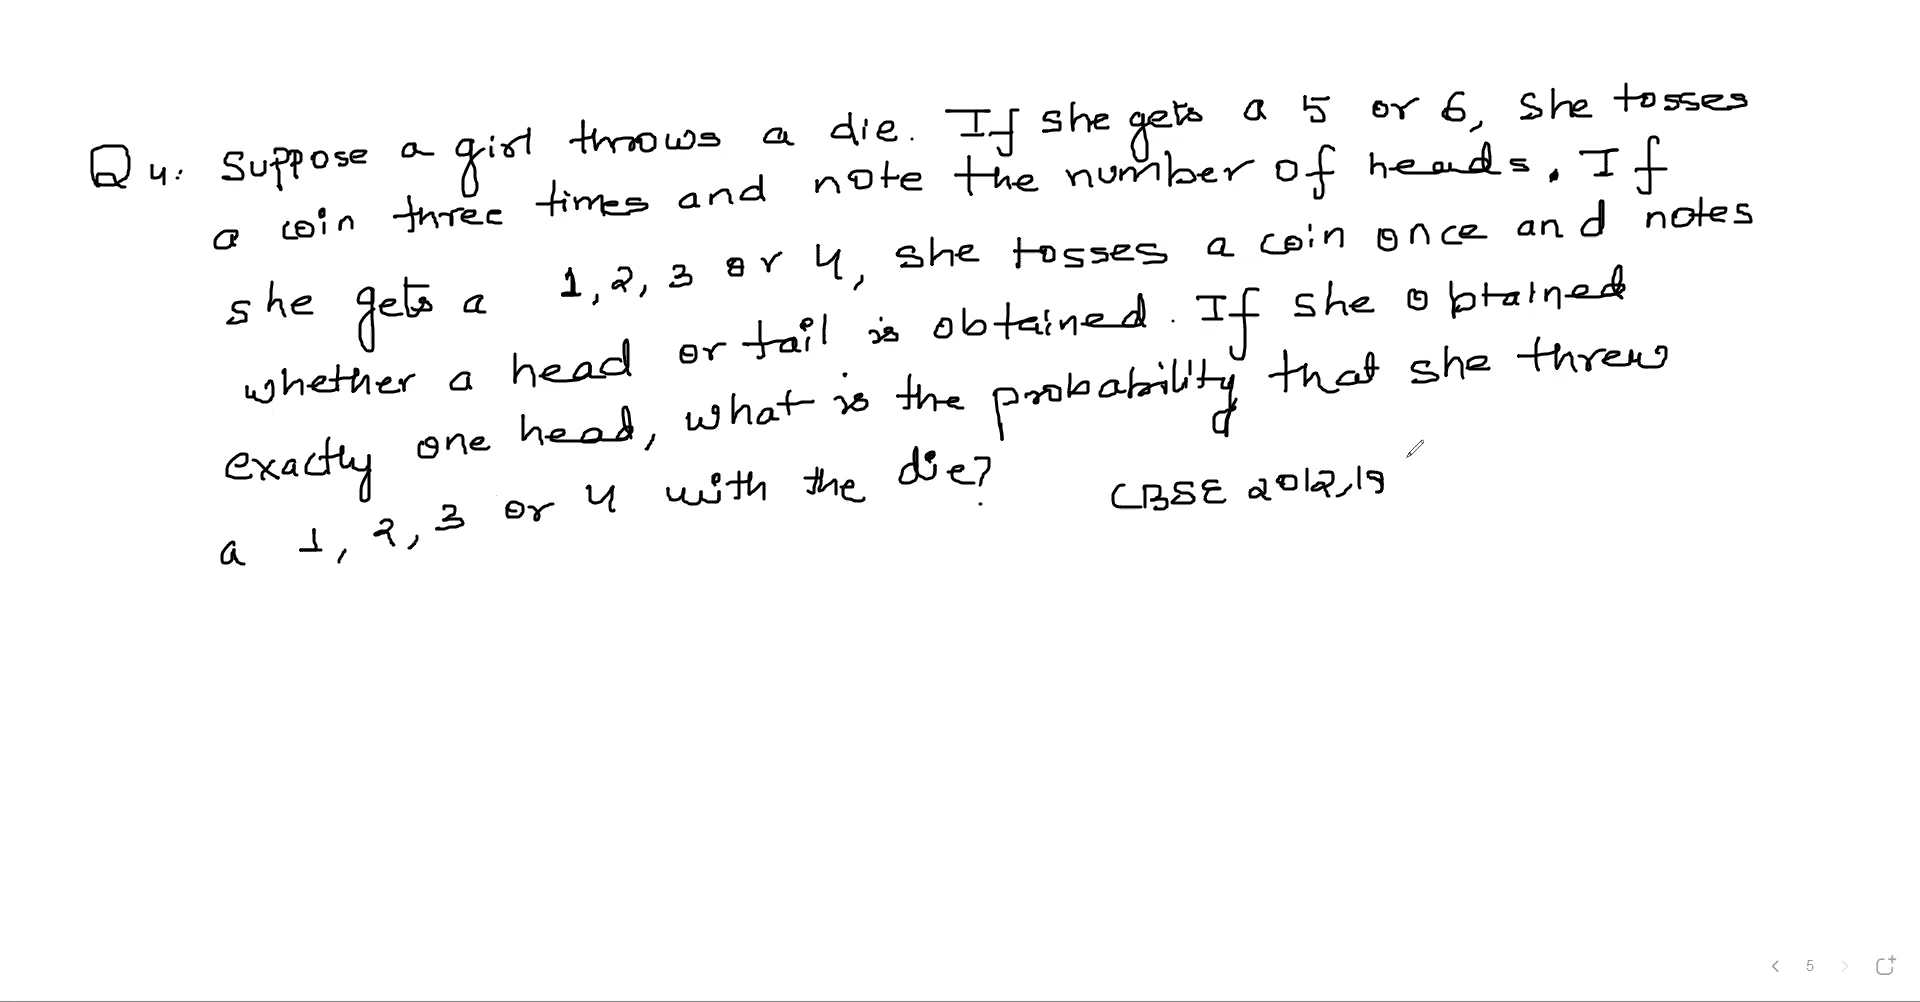 Q 4. Suppose a girl throws a die. If she gets a 5 or 6, she tosses
a coin three times and note the number of heads. If
she gets a 1, 2, 3 or 4, she tosses a coin once and notes
whether a head or tail is obtained. If she obtained
exactly one head, what is the probability that she threw
a 1, 2, 3 or 4 with the die? CBSE 2012, 15
5